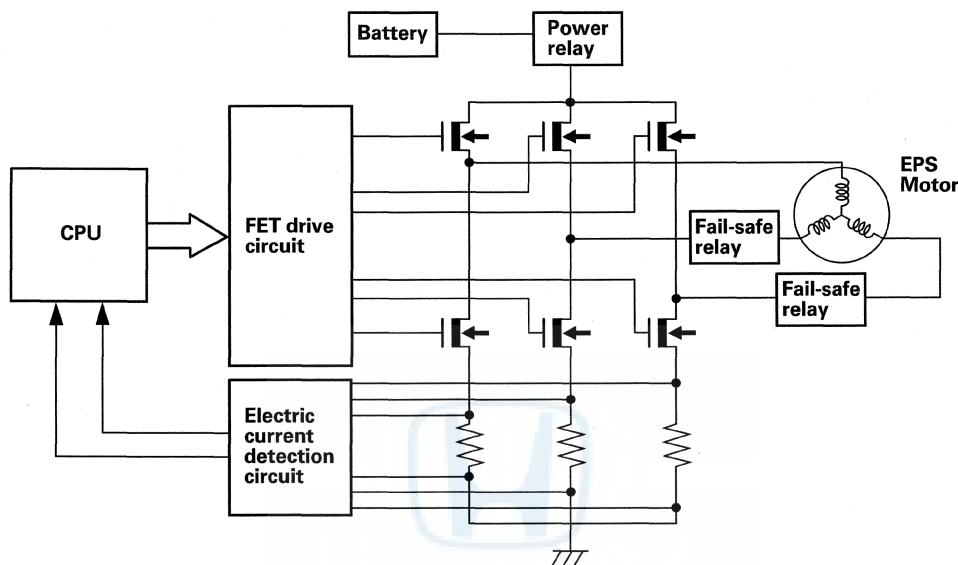 Battery
Power
relay
EPS
Motor
CPU
FET drive
circuit
Fail-safe
relay
Fail-safe
relay
Electric
current
detection
circuit